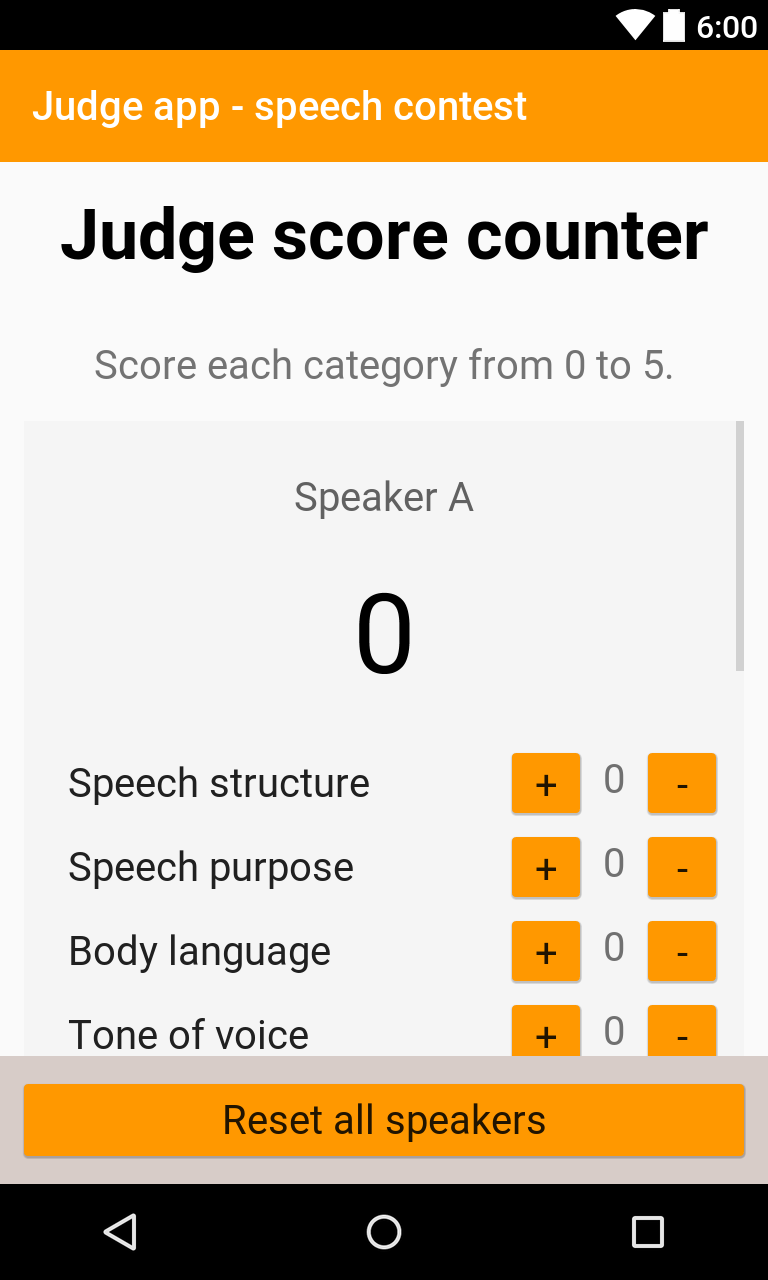 6:00
Judge app - speech contest
Judge score counter
Score each category from 0 to 5.
Speaker A
0
Speech structure + 0 -
Speech purpose + 0 -
Body language + 0 -
Tone of voice + 0 -
Reset all speakers